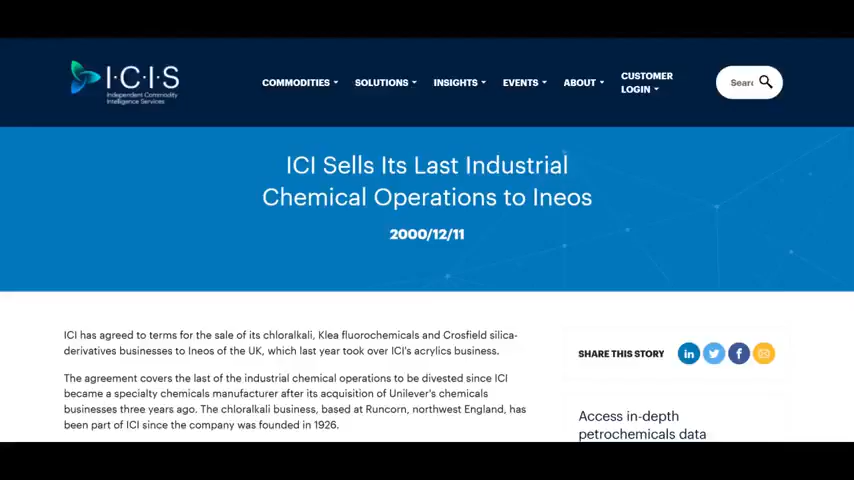 I·C·I·S
Independent Commodity
Intelligence Services
COMMODITIES
SOLUTIONS
INSIGHTS
EVENTS
ABOUT
CUSTOMER
LOGIN
Searc
ICI Sells Its Last Industrial
Chemical Operations to Ineos
2000/12/11
ICI has agreed to terms for the sale of its chloralkali, Klea fluorochemicals and Crosfield silica-
derivatives businesses to Ineos of the UK, which last year took over ICI's acrylics business.
The agreement covers the last of the industrial chemical operations to be divested since ICI
became a specialty chemicals manufacturer after its acquisition of Unilever's chemicals
businesses three years ago. The chloralkali business, based at Runcorn, northwest England, has
been part of ICI since the company was founded in 1926.
SHARE THIS STORY
in
f
Access in-depth
petrochemicals data